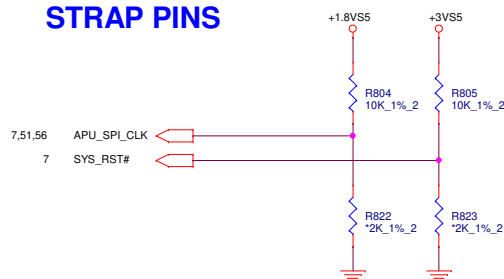 STRAP PINS
+1.8VS5
+3VS5
R804
10K_1%_2
R805
10K_1%_2
7,51,56 APU_SPI_CLK
7 SYS_RST#
R822
*2K_1%_2
R823
*2K_1%_2